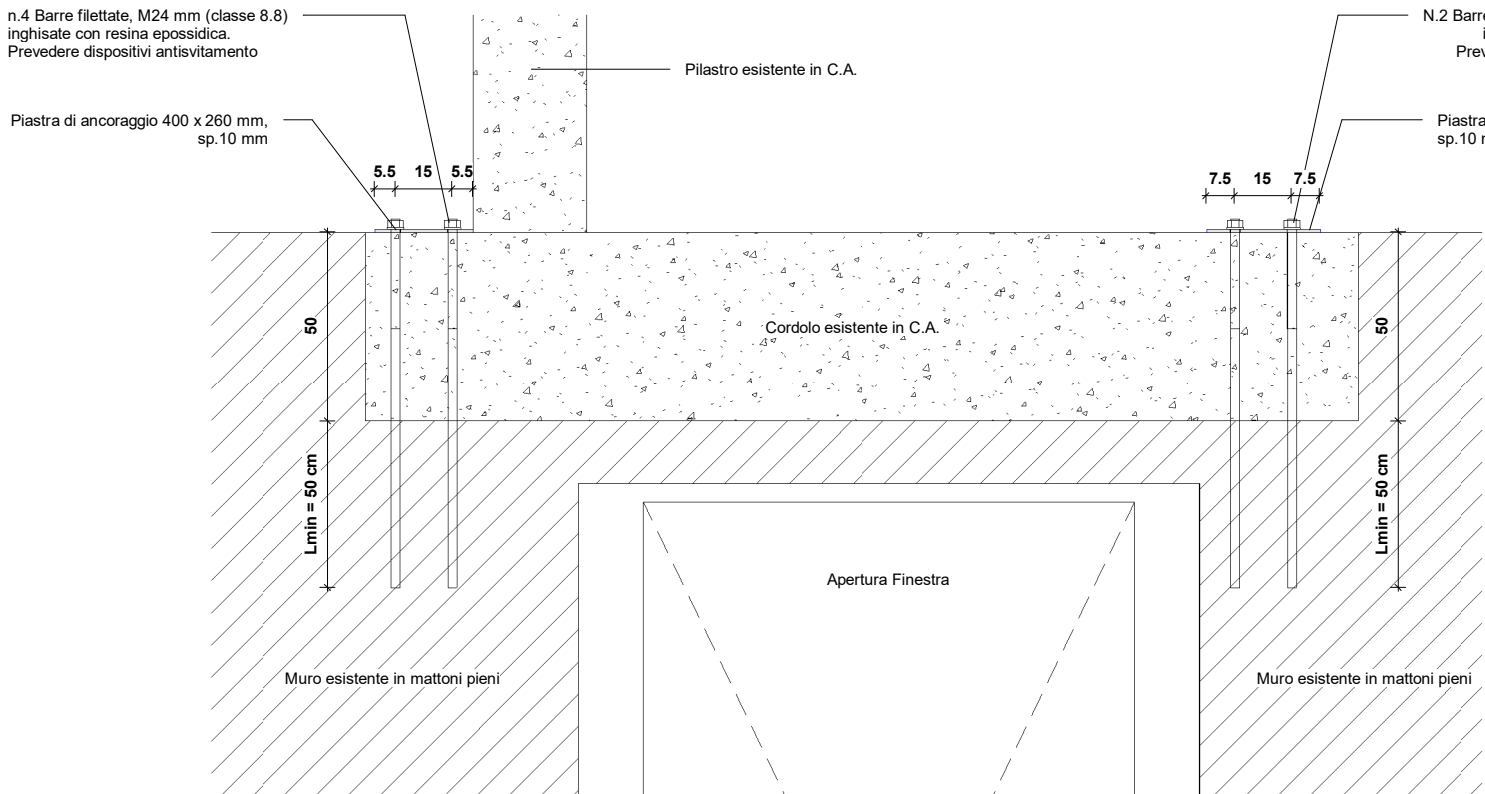 n.4 Barre filettate, M24 mm (classe 8.8)
inghisate con resina epossidica.
Prevedere dispositivi antisvitamento
N.2 Barre
Pilastro esistente in C.A.
Piastra di ancoraggio 400 x 260 mm,
sp.10 mm
Piastra
sp.10
5.5 15 5.5
7.5 15 7.5
50
Cordolo esistente in C.A.
50
Lmin = 50 cm
Lmin = 50 cm
Apertura Finestra
Muro esistente in mattoni pieni
Muro esistente in mattoni pieni